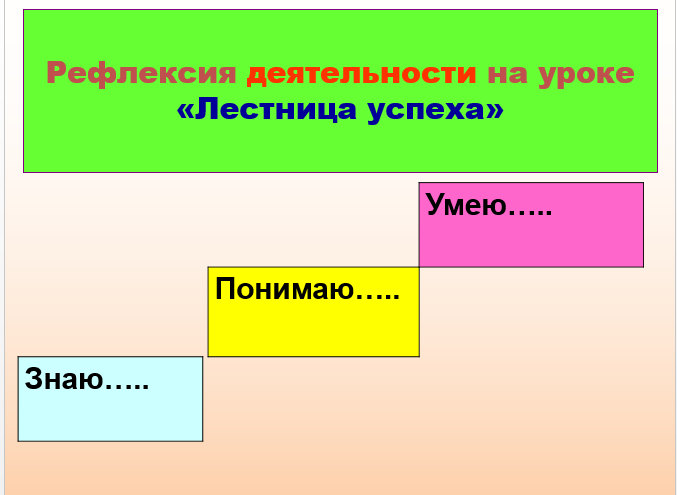 Рефлексия деятельности на уроке
«Лестница успеха»
Умею…..
Понимаю…..
Знаю…..